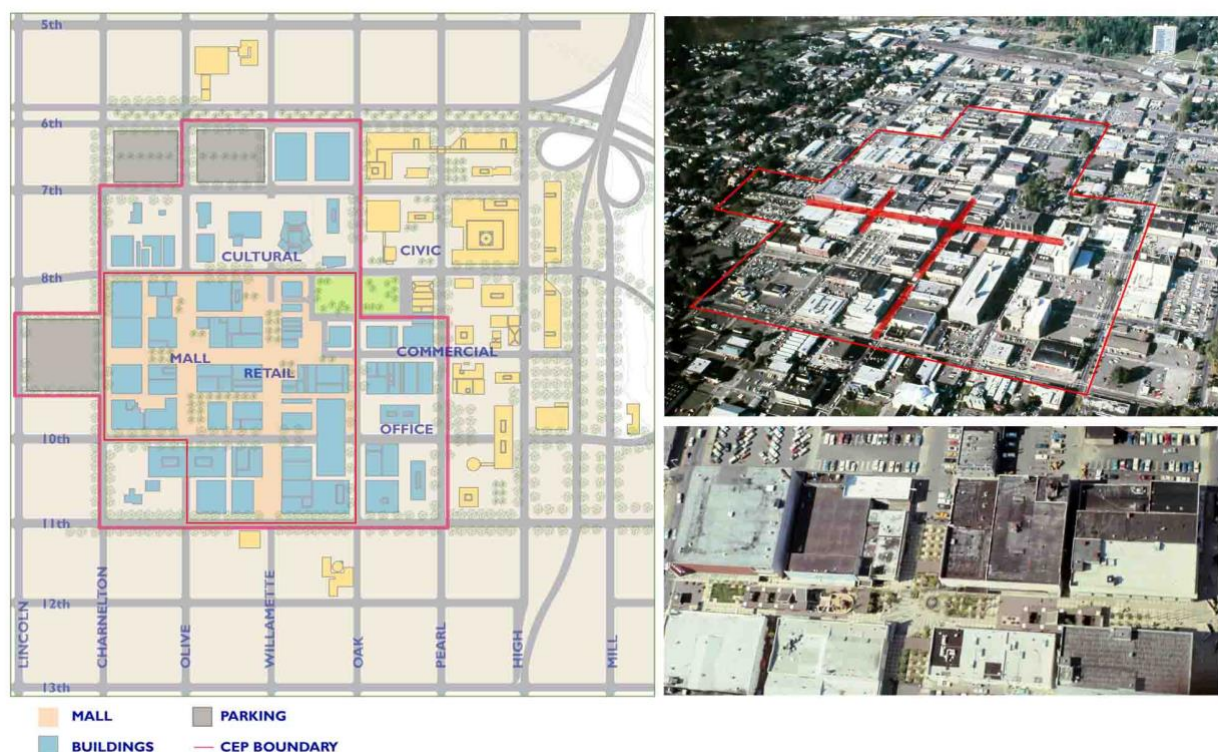 5th
6th
7th
CULTURAL
CIVIC
8th
MALL
COMMERCIAL
RETAIL
OFFICE
10th
11th
12th
13th
LINCOLN
CHARNELTON
OLIVE
WILLAMETTE
OAK
PEARL
HIGH
MILL
MALL
PARKING
BUILDINGS
CEP BOUNDARY